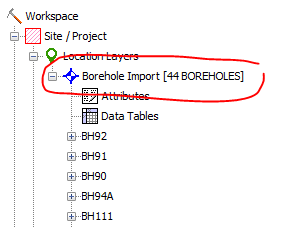 Workspace
Site / Project
Location Layers
Borehole Import [44 BOREHOLES]
Attributes
Data Tables
BH92
BH91
BH90
BH94A
BH111